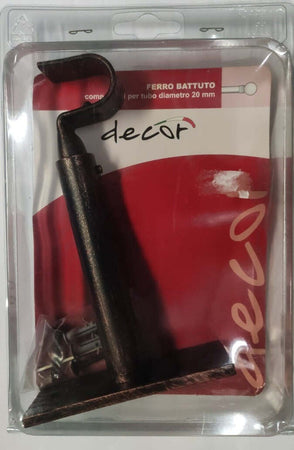 FERRO BATTUTO
per tubo diametro 20 mm
decor
decor